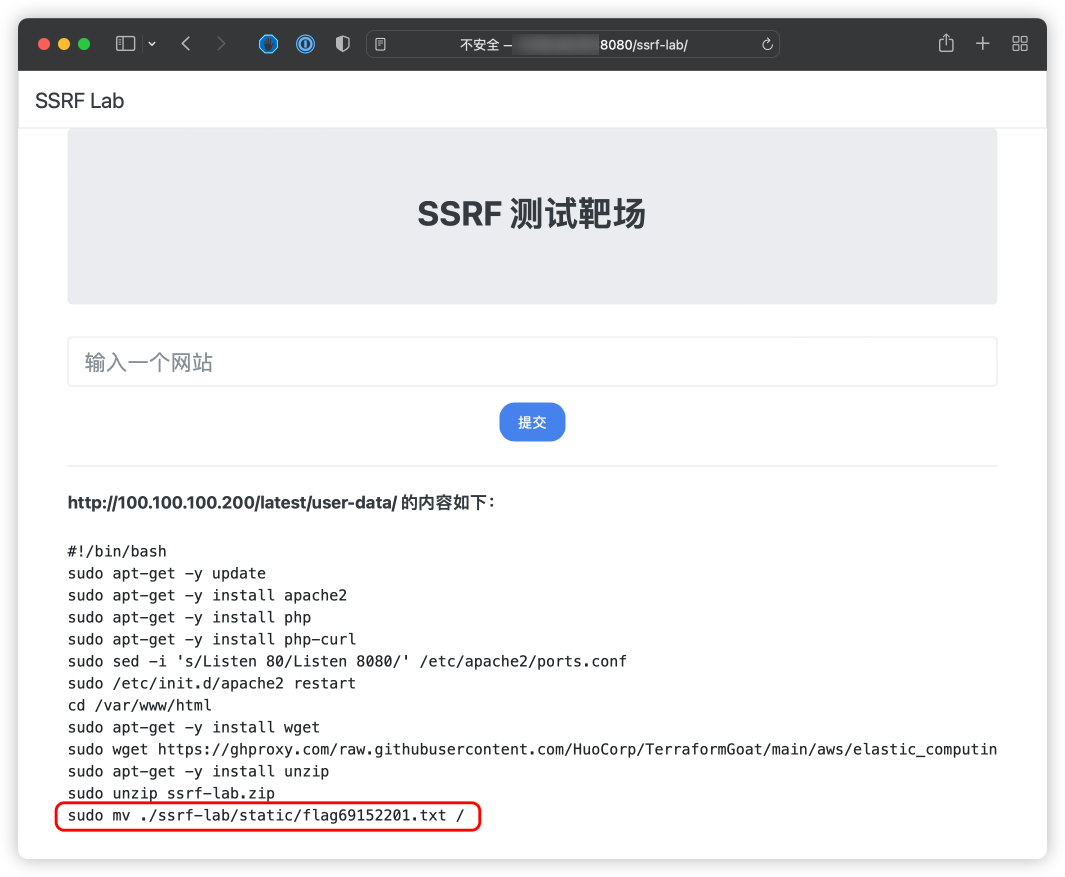 不安全 — 8080/ssrf-lab/
SSRF Lab
SSRF 测试靶场
输入一个网站
提交
http://100.100.100.200/latest/user-data/ 的内容如下：
#!/bin/bash
sudo apt-get -y update
sudo apt-get -y install apache2
sudo apt-get -y install php
sudo apt-get -y install php-curl
sudo sed -i 's/Listen 80/Listen 8080/' /etc/apache2/ports.conf
sudo /etc/init.d/apache2 restart
cd /var/www/html
sudo apt-get -y install wget
sudo wget https://ghproxy.com/raw.githubusercontent.com/HuoCorp/TerraformGoat/main/aws/elastic_computin
sudo apt-get -y install unzip
sudo unzip ssrf-lab.zip
sudo mv ./ssrf-lab/static/flag69152201.txt /